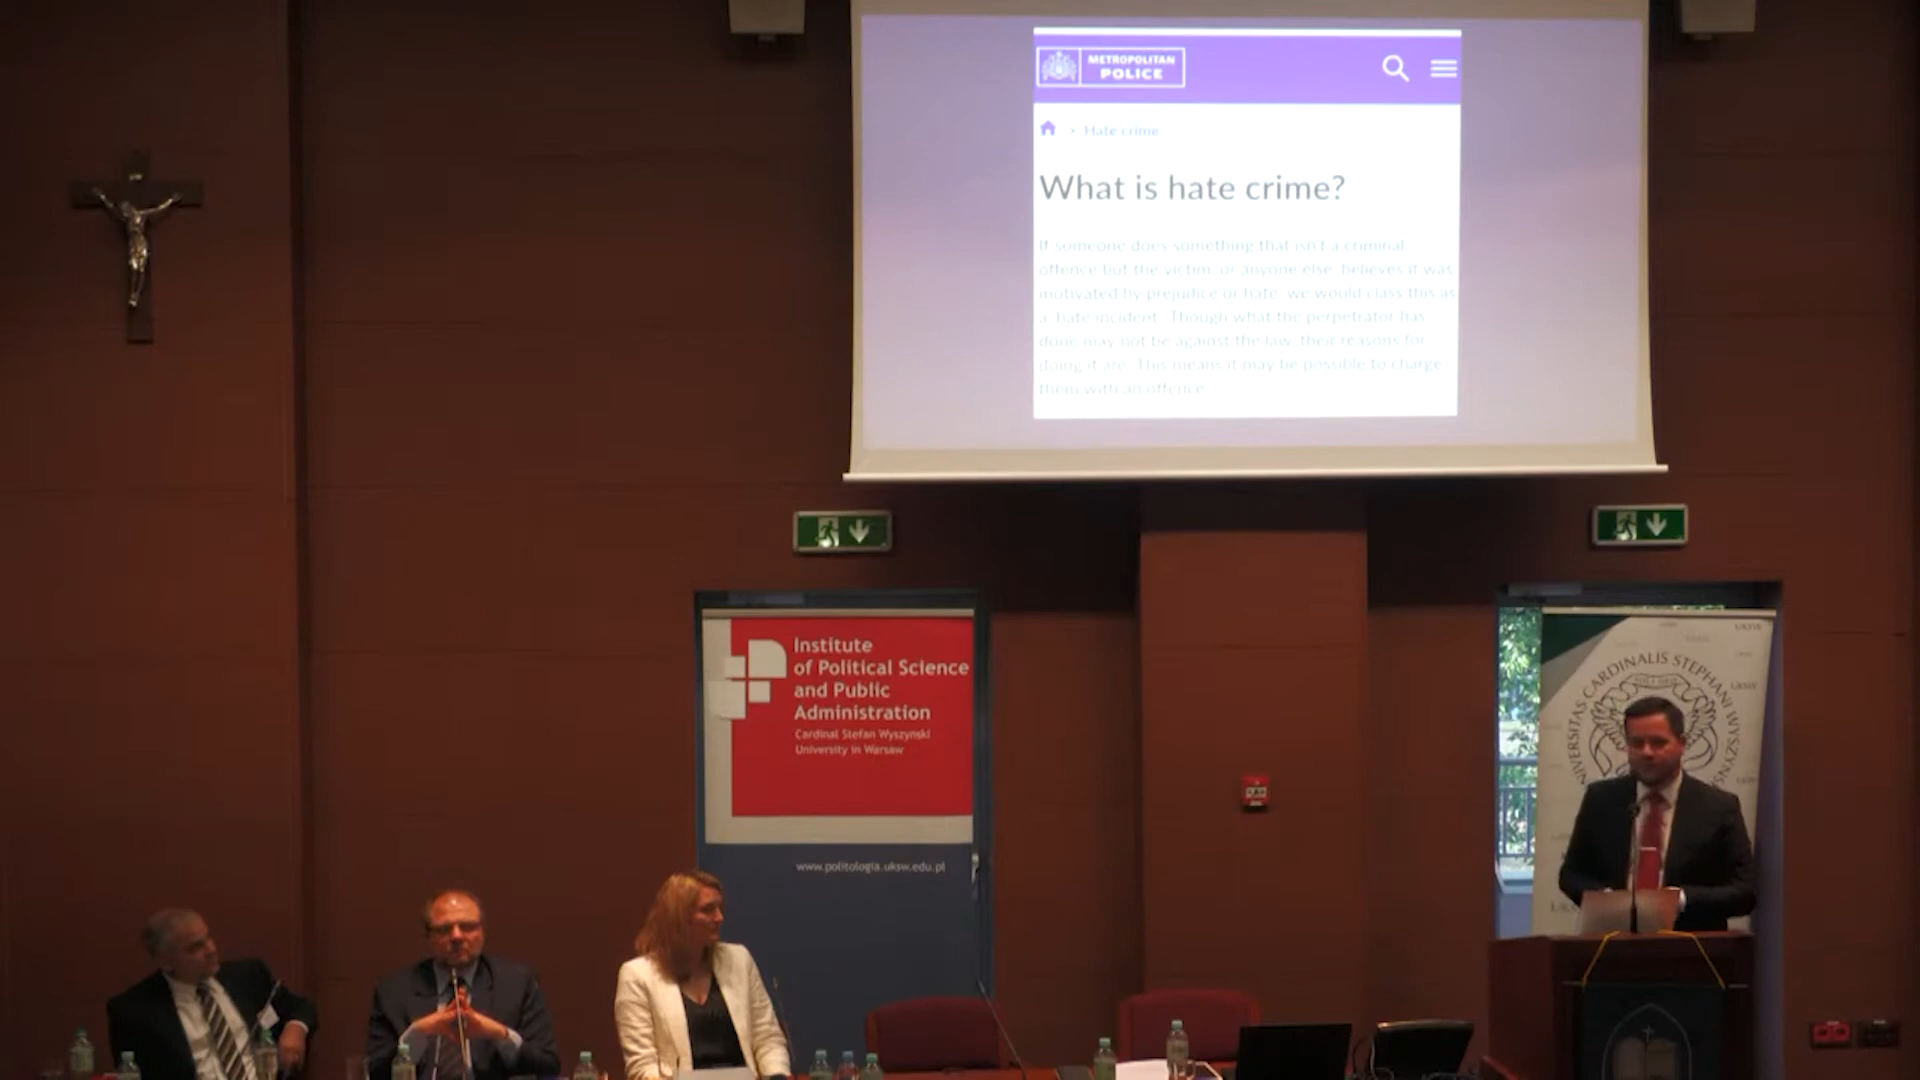 METROPOLITAN
POLICE
Hate crime
What is hate crime?
If someone does something that isn't a criminal
offence but the victim, or anyone else, believes it was
motivated by prejudice or hate, we would class this as
a 'hate incident'. Though what the perpetrator has
done may not be against the law, their reasons for
doing it are. This means it may be possible to charge
them with an offence.
Institute
of Political Science
and Public
Administration
Cardinal Stefan Wyszynski
University in Warsaw
www.politologia.uksw.edu.pl
UKSW
UKSW
UNIVERSITAS CARDINALIS STEPHANI WYSZYNS